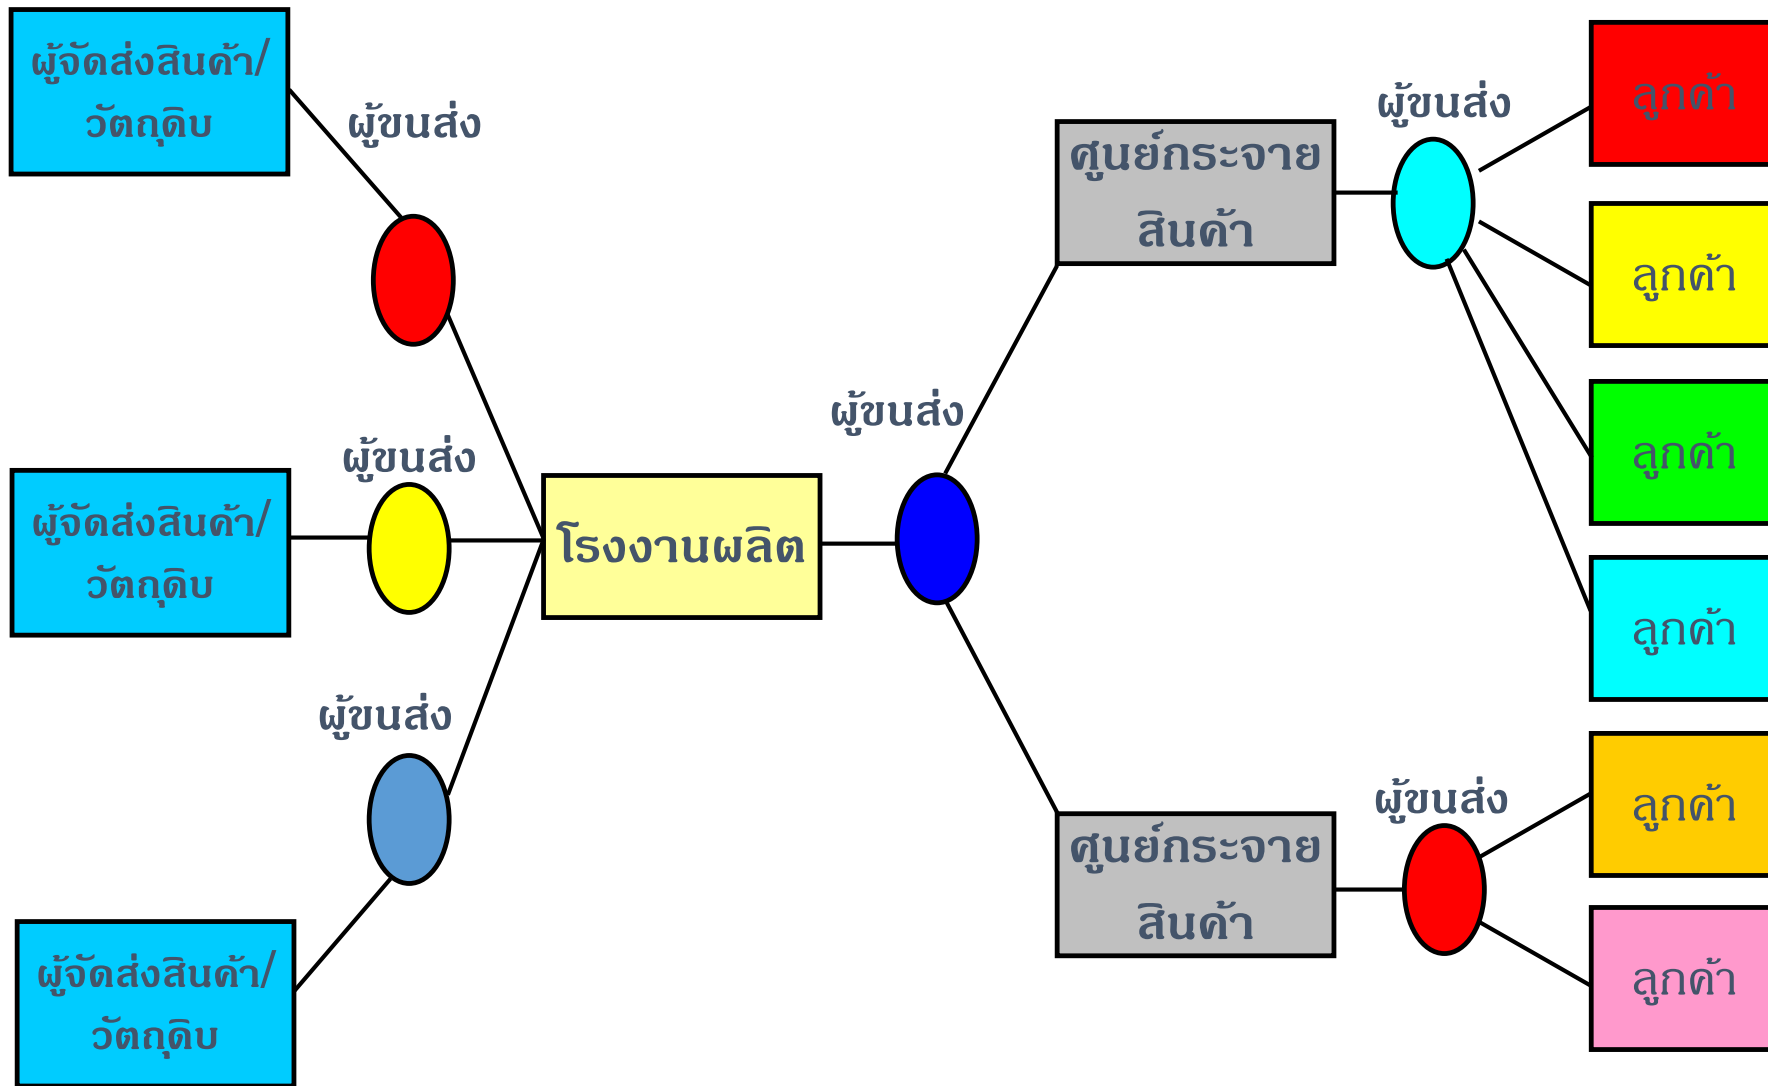 ผู้จัดส่งสินค้า/
วัตถุดิบ
ผู้ขนส่ง
ผู้จัดส่งสินค้า/
วัตถุดิบ
ผู้ขนส่ง
ผู้จัดส่งสินค้า/
วัตถุดิบ
ผู้ขนส่ง
โรงงานผลิต
ผู้ขนส่ง
ศูนย์กระจาย
สินค้า
ผู้ขนส่ง
ศูนย์กระจาย
สินค้า
ผู้ขนส่ง
ลูกค้า
ลูกค้า
ลูกค้า
ลูกค้า
ลูกค้า
ลูกค้า